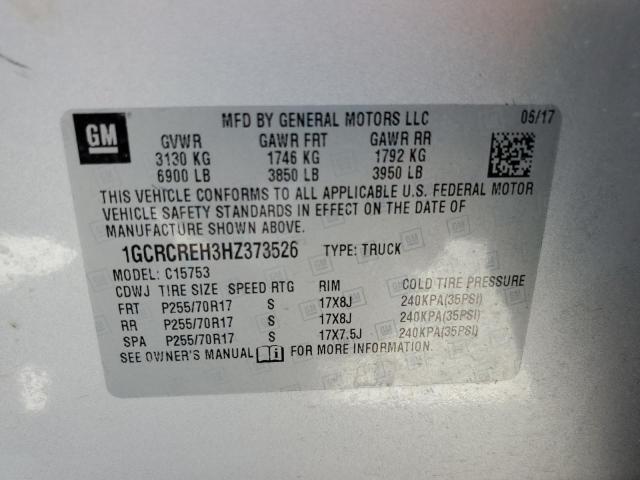 GM
MFD BY GENERAL MOTORS LLC 06/17
GVWR GAWR FRT GAWR RR
3130 KG 1746 KG 1792 KG
6900 LB 3850 LB 3950 LB
THIS VEHICLE CONFORMS TO ALL APPLICABLE U.S. FEDERAL MOTOR
VEHICLE SAFETY STANDARDS IN EFFECT ON THE DATE OF
MANUFACTURE SHOWN ABOVE.
1GCRCREH3HZ373526 TYPE: TRUCK
MODEL: C15753
CDWJ TIRE SIZE SPEED RTG RIM COLD TIRE PRESSURE
FRT P255/70R17 S 17X8J 240KPA(35PSI)
RR P255/70R17 S 17X8J 240KPA(35PSI)
SPA P255/70R17 S 17X7.5J 240KPA(35PSI)
SEE OWNER'S MANUAL FOR MORE INFORMATION.